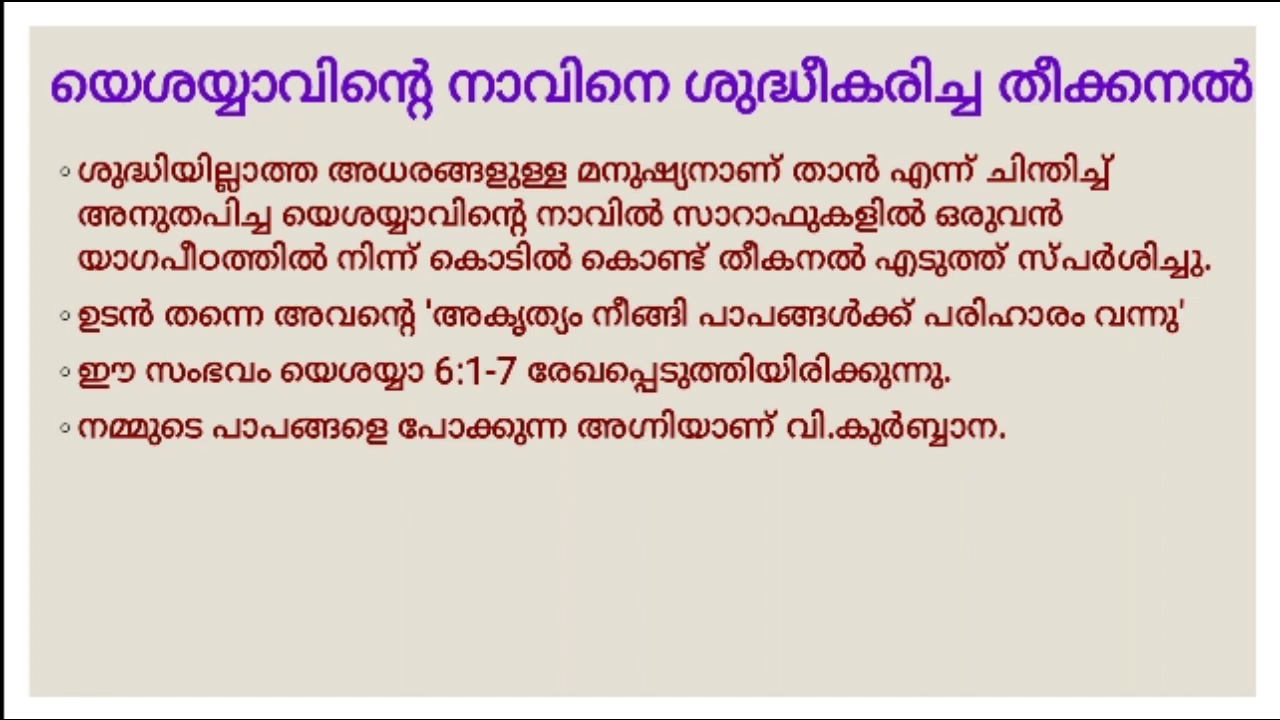 യെശയ്യാവിന്റെ നാവിനെ ശുദ്ധീകരിച്ച തീക്കനൽ
◦ ശുദ്ധിയില്ലാത്ത അധരങ്ങളുള്ള മനുഷ്യനാണ് താൻ എന്ന് ചിന്തിച്ച്
അനുതപിച്ച യെശയ്യാവിന്റെ നാവിൽ സാറാഫുകളിൽ ഒരുവൻ
യാഗപീഠത്തിൽ നിന്ന് കൊടിൽ കൊണ്ട് തീകനൽ എടുത്ത് സ്പർശിച്ചു.
◦ ഉടൻ തന്നെ അവന്റെ 'അകൃത്യം നീങ്ങി പാപങ്ങൾക്ക് പരിഹാരം വന്നു'
◦ ഈ സംഭവം യെശയ്യാ 6:1-7 രേഖപ്പെടുത്തിയിരിക്കുന്നു.
◦ നമ്മുടെ പാപങ്ങളെ പോക്കുന്ന അഗ്നിയാണ് വി.കുർബ്ബാന.